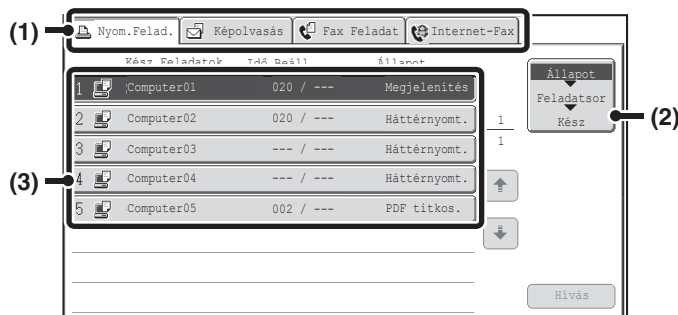 (1) Nyom.Felad. Képolvasás Fax Feladat Internet-Fax
Kész Feladatok Idő Beáll Állapot
1 Computer01 020 / --- Megjelenítés
2 Computer02 020 / --- Háttérnyomt.
3 Computer03 --- / --- Háttérnyomt.
4 Computer04 --- / --- Háttérnyomt.
5 Computer05 002 / --- PDF titkos.
(3)
1
1
Állapot
Feladatsor
Kész
(2)
Hívás